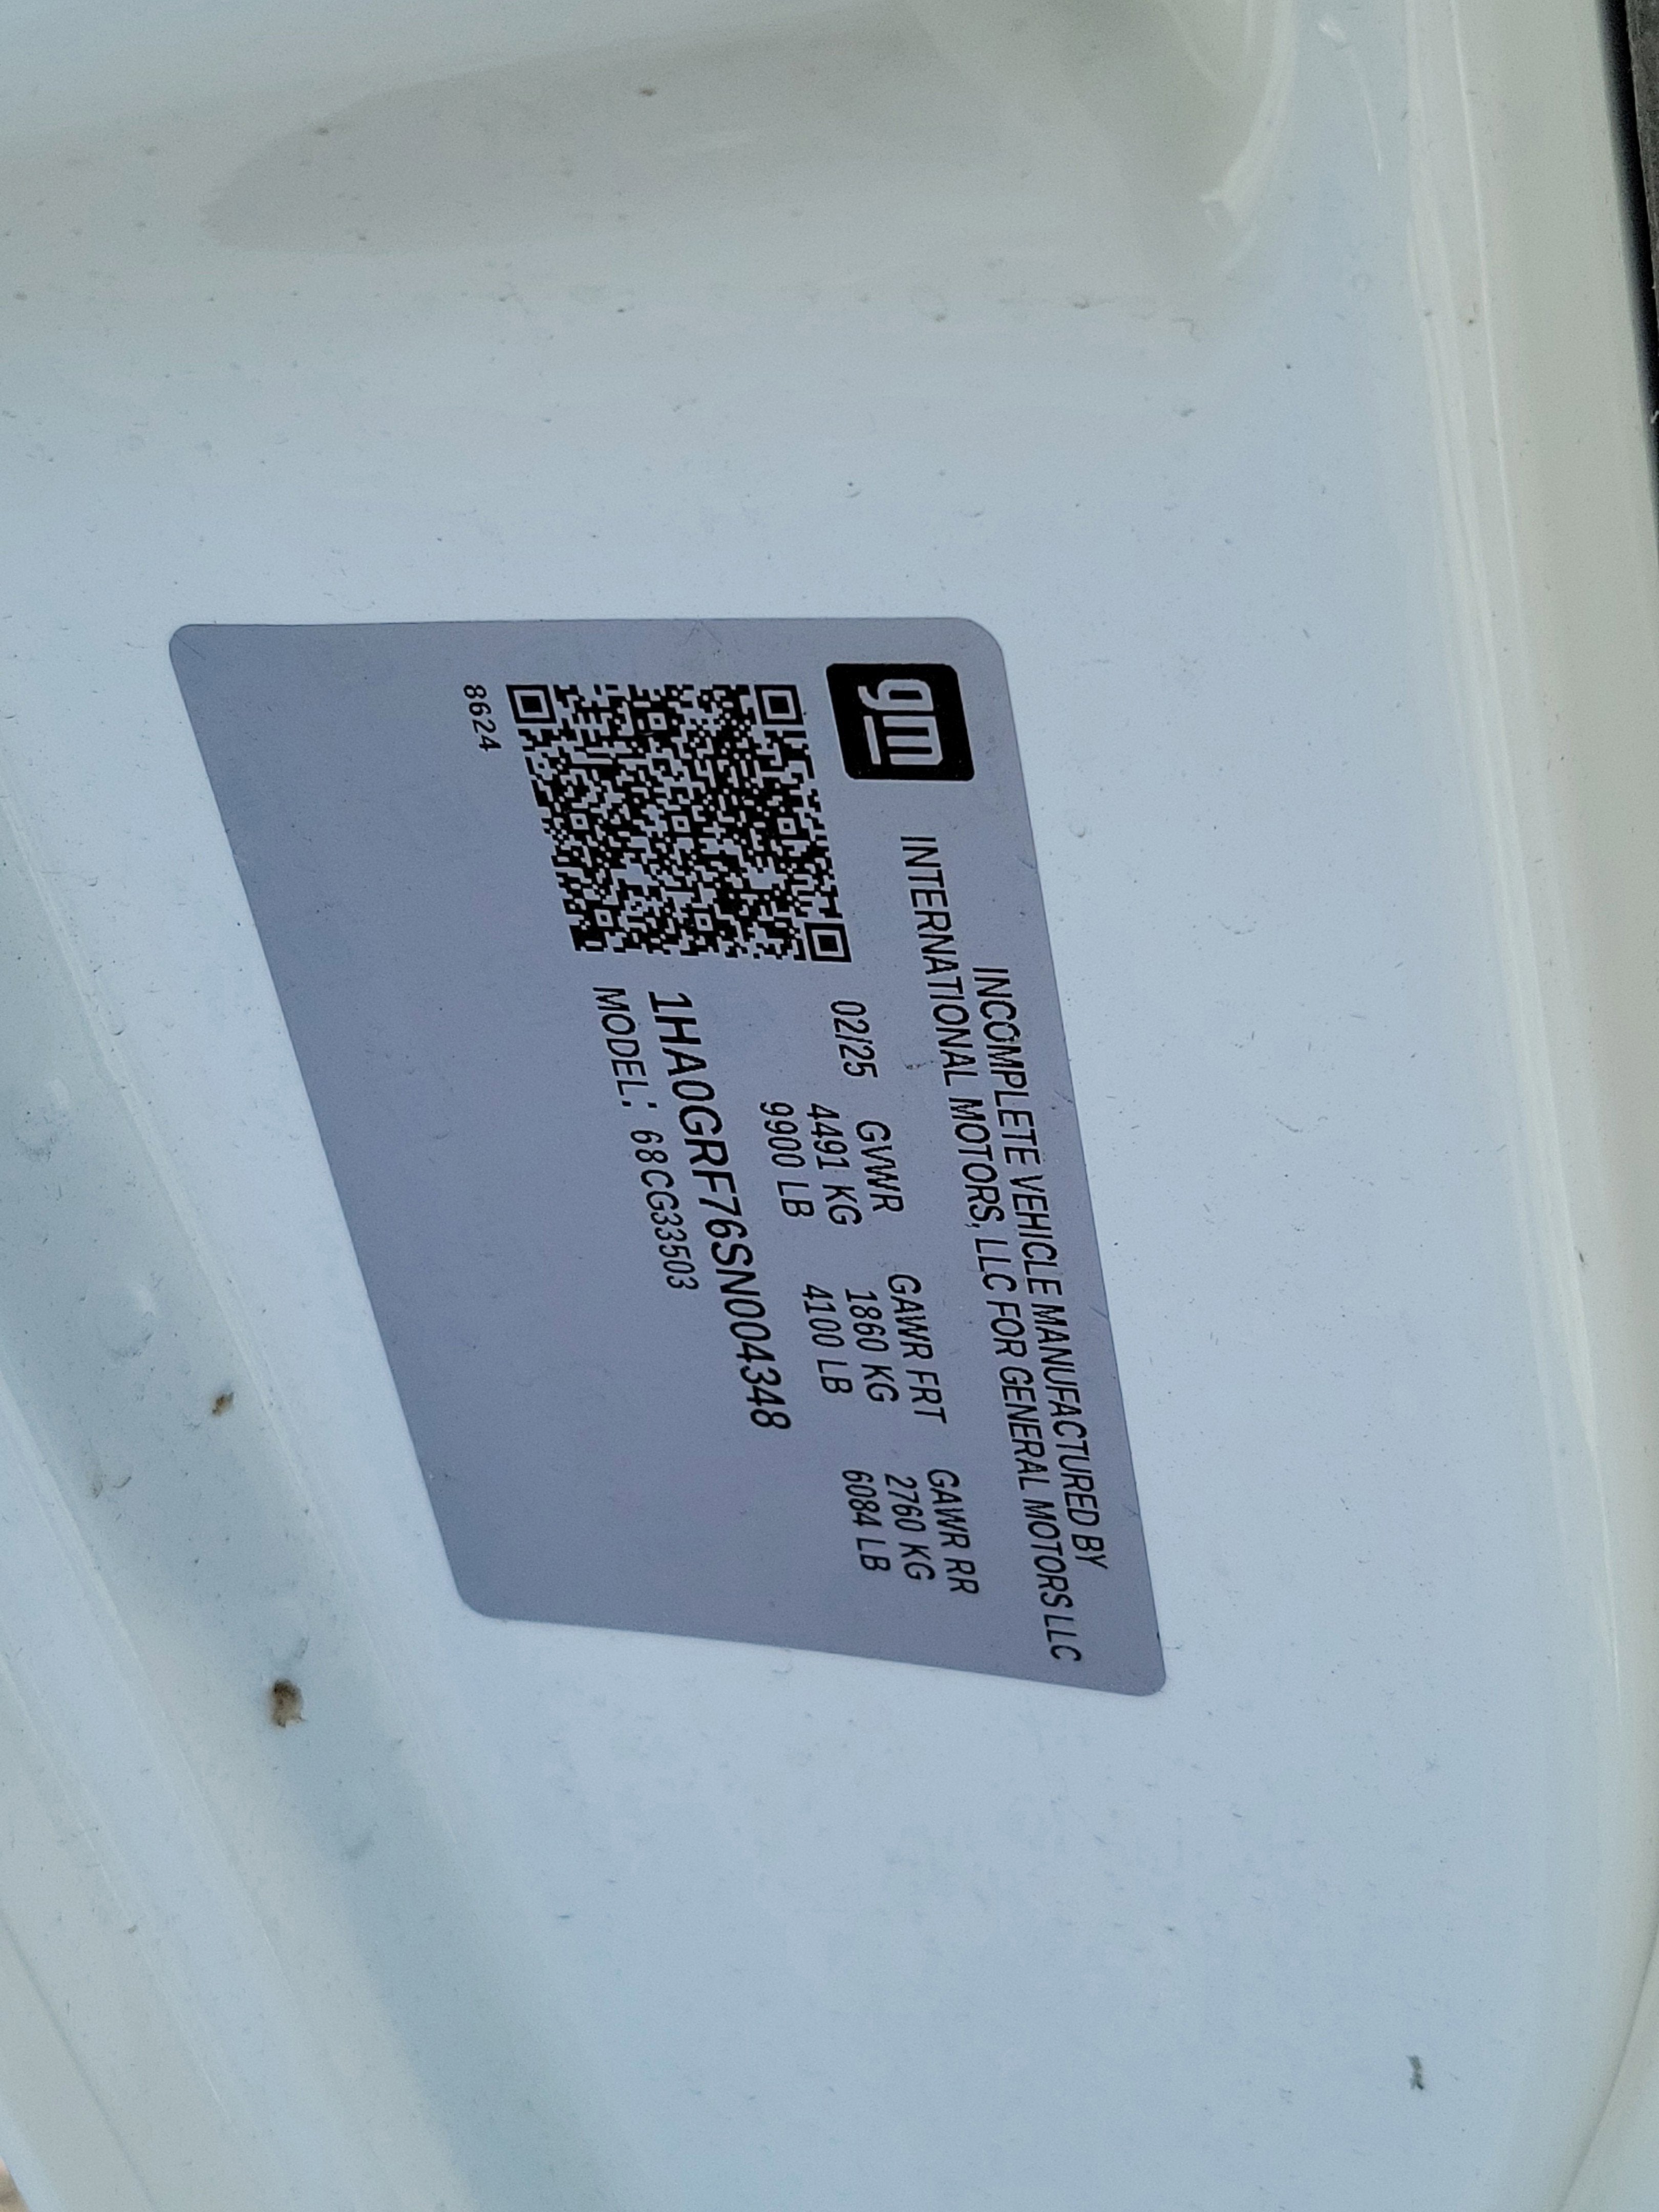 gm
INCOMPLETE VEHICLE MANUFACTURED BY
INTERNATIONAL MOTORS, LLC FOR GENERAL MOTORS LLC
02/25 GVWR GAWR FRT GAWR RR
4491 KG 1860 KG 2760 KG
9900 LB 4100 LB 6084 LB
1HA0GRF76SN004348
MODEL: 68CG33503
8624